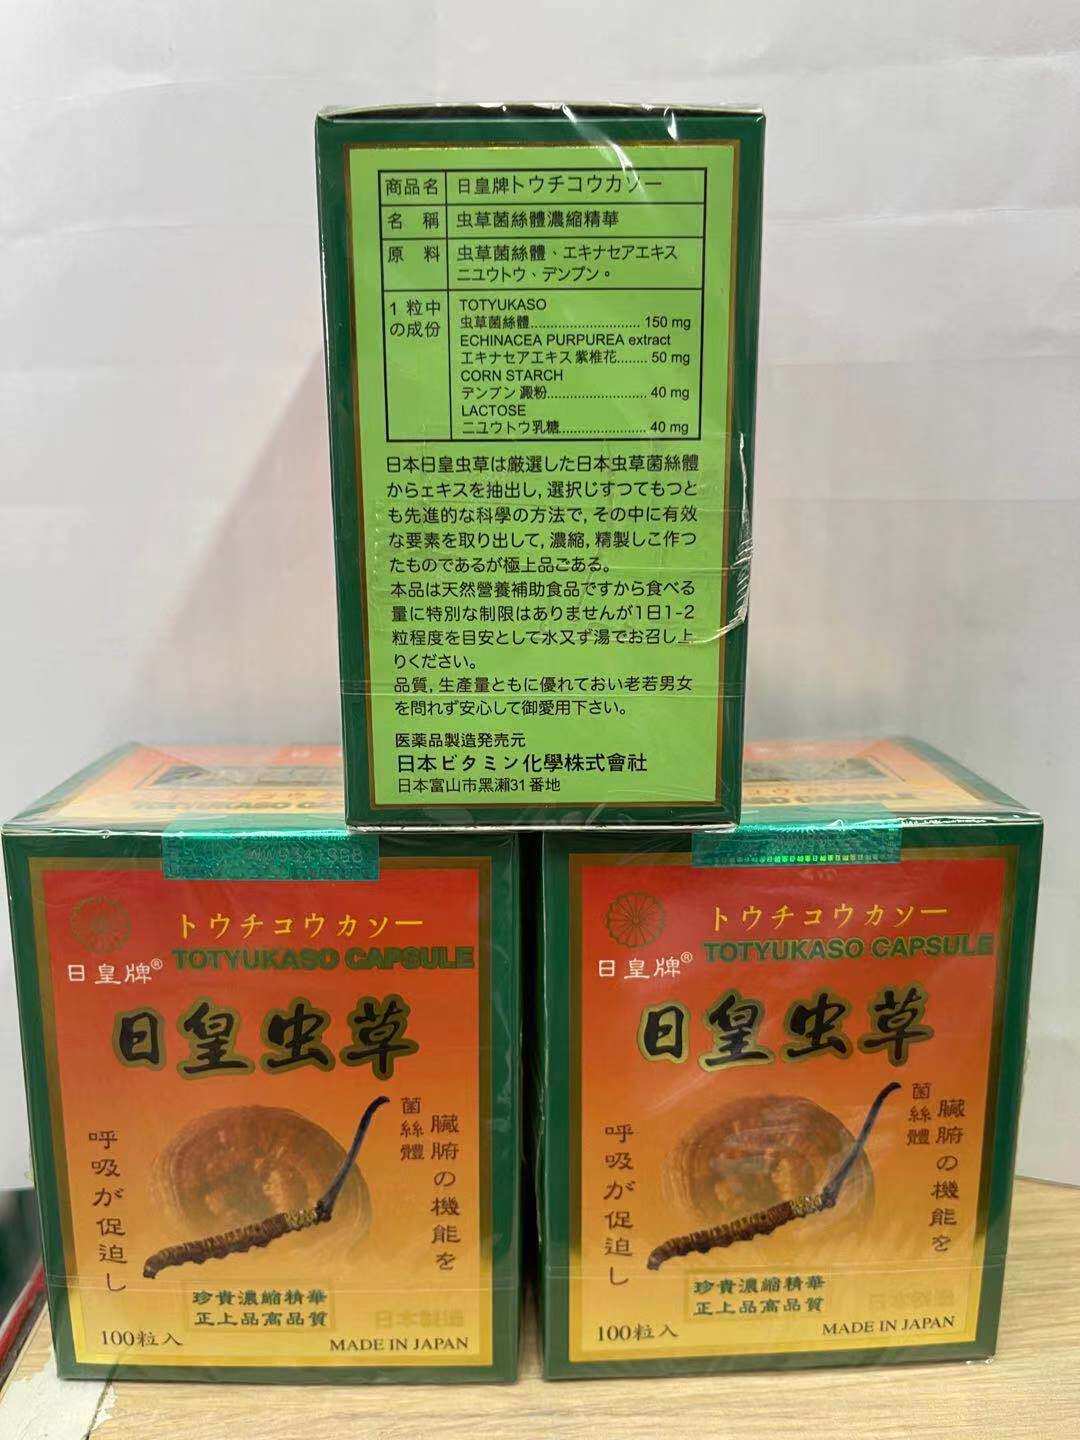 商品名 日皇牌トウチコウカソー
名 稱 虫草菌絲體濃縮精華
原 料 虫草菌絲體、エキナセアエキス
ニユウトウ、デンプン。
1 粒中
の成份
TOTYUKASO
虫草菌絲體........................... 150 mg
ECHINACEA PURPUREA extract
エキナセアエキス 紫椎花........ 50 mg
CORN STARCH
デンプン 澱粉......................... 40 mg
LACTOSE
ニユウトウ乳糖...................... 40 mg
日本日皇虫草は厳選した日本虫草菌絲體
からェキスを抽出し, 選択じすつてもつと
も先進的な科學の方法で, その中に有效
な要素を取り出して, 濃縮, 精製しこ作つ
たものであるが極上品ごある。
本品は天然營養補助食品ですから食べる
量に特別な制限はありませんが1日1-2
粒程度を目安として水又ず湯でお召し上
りください。
品質, 生產量ともに優れておい老若男女
を問れず安心して御愛用下さい。
医薬品製造発売元
日本ビタミン化學株式會社
日本富山市黑瀨31番地
トウチコウカソー
TOTYUKASO CAPSULE
日皇牌®
日皇虫草
菌絲體
臓腑の機能を
呼吸が促迫し
珍貴濃縮精華
正上品高品質
日本製造
100粒入
MADE IN JAPAN
トウチコウカソー
TOTYUKASO CAPSULE
日皇牌®
日皇虫草
菌絲體
臓腑の機能を
呼吸が促迫し
珍貴濃縮精華
正上品高品質
100粒入
MADE IN JAPAN